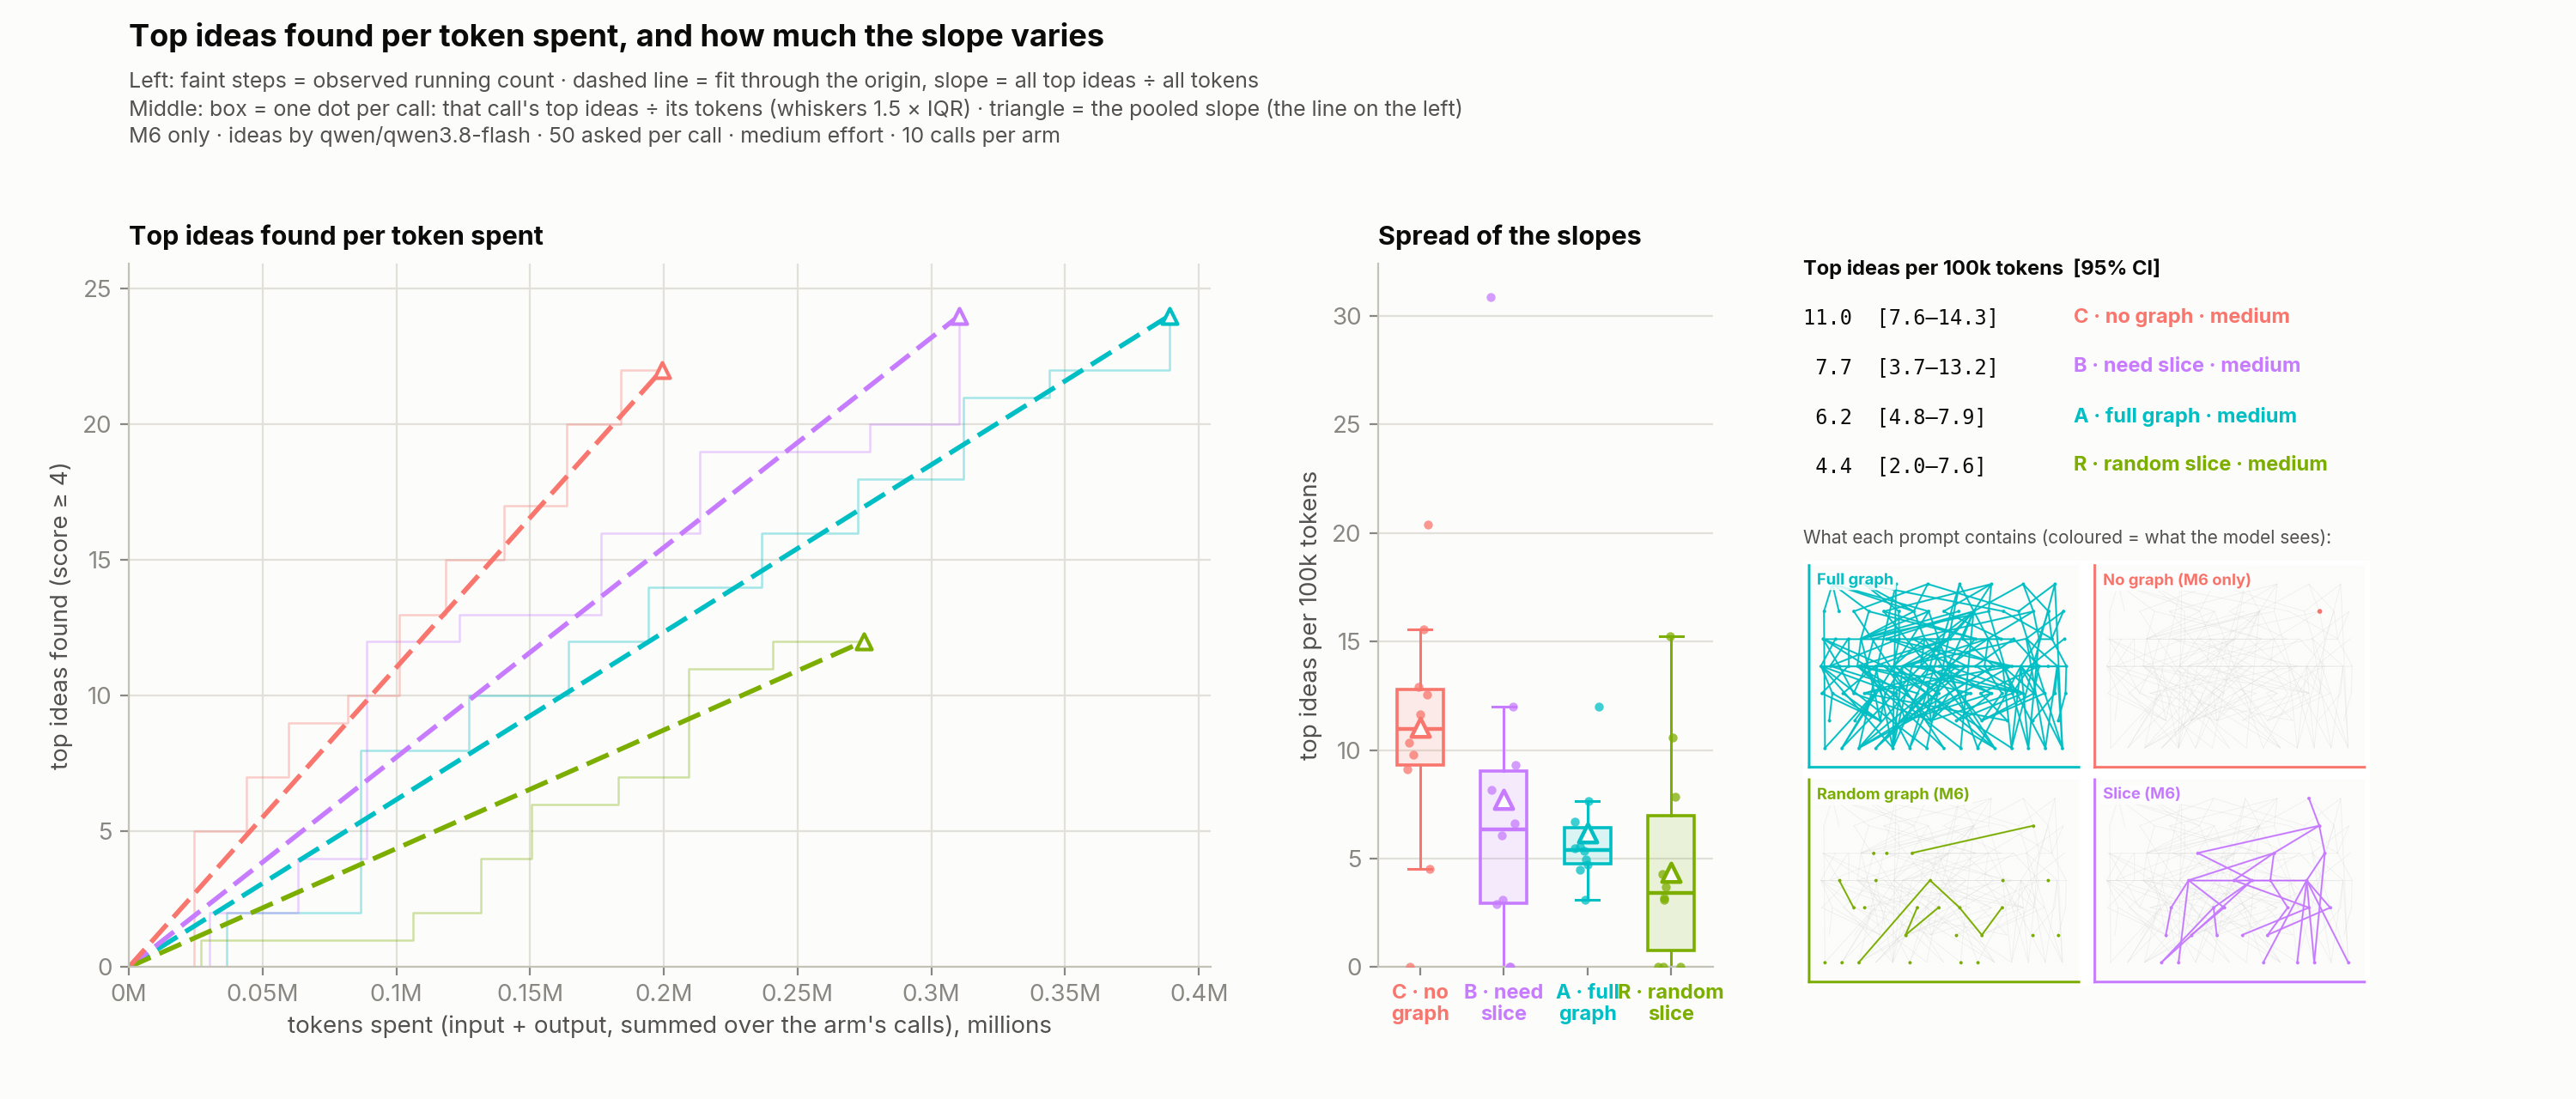 Top ideas found per token spent, and how much the slope varies
Left: faint steps = observed running count · dashed line = fit through the origin, slope = all top ideas ÷ all tokens
Middle: box = one dot per call: that call's top ideas ÷ its tokens (whiskers 1.5 × IQR) · triangle = the pooled slope (the line on the left)
M6 only · ideas by qwen/qwen3.8-flash · 50 asked per call · medium effort · 10 calls per arm
Top ideas found per token spent
25
20
15
10
5
0
top ideas found (score ≥ 4)
0M 0.05M 0.1M 0.15M 0.2M 0.25M 0.3M 0.35M 0.4M
tokens spent (input + output, summed over the arm's calls), millions
Spread of the slopes
30
25
20
15
10
5
0
top ideas per 100k tokens
C · no graph
B · need slice
A · full graph
R · random slice
Top ideas per 100k tokens [95% CI]
11.0 [7.6–14.3] C · no graph · medium
7.7 [3.7–13.2] B · need slice · medium
6.2 [4.8–7.9] A · full graph · medium
4.4 [2.0–7.6] R · random slice · medium
What each prompt contains (coloured = what the model sees):
Full graph
No graph (M6 only)
Random graph (M6)
Slice (M6)